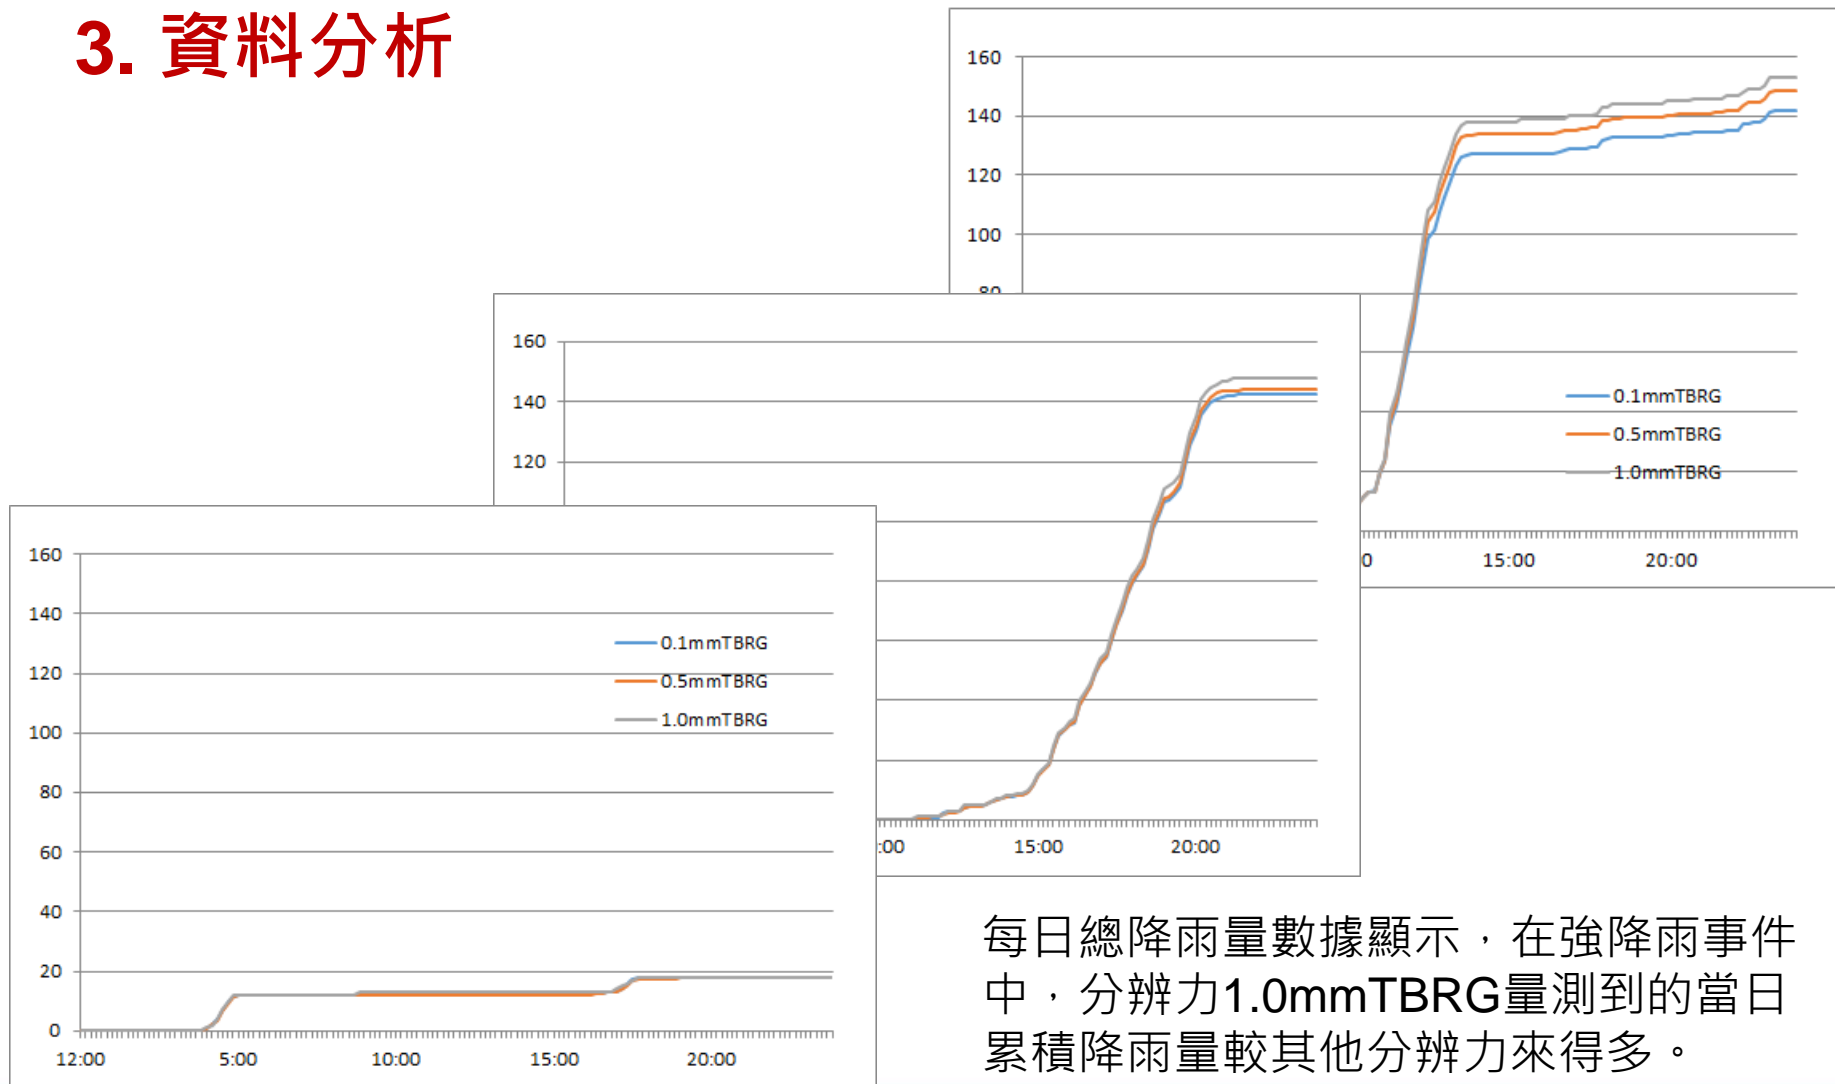 3. 資料分析
160
140
120
100
80
0.1mmTBRG
0.5mmTBRG
1.0mmTBRG
0 15:00 20:00
160
140
120
:00 15:00 20:00
160
140
120
100
80
60
40
20
0
0.1mmTBRG
0.5mmTBRG
1.0mmTBRG
12:00 5:00 10:00 15:00 20:00
每日總降雨量數據顯示，在強降雨事件
中，分辨力1.0mmTBRG量測到的當日
累積降雨量較其他分辨力來得多。